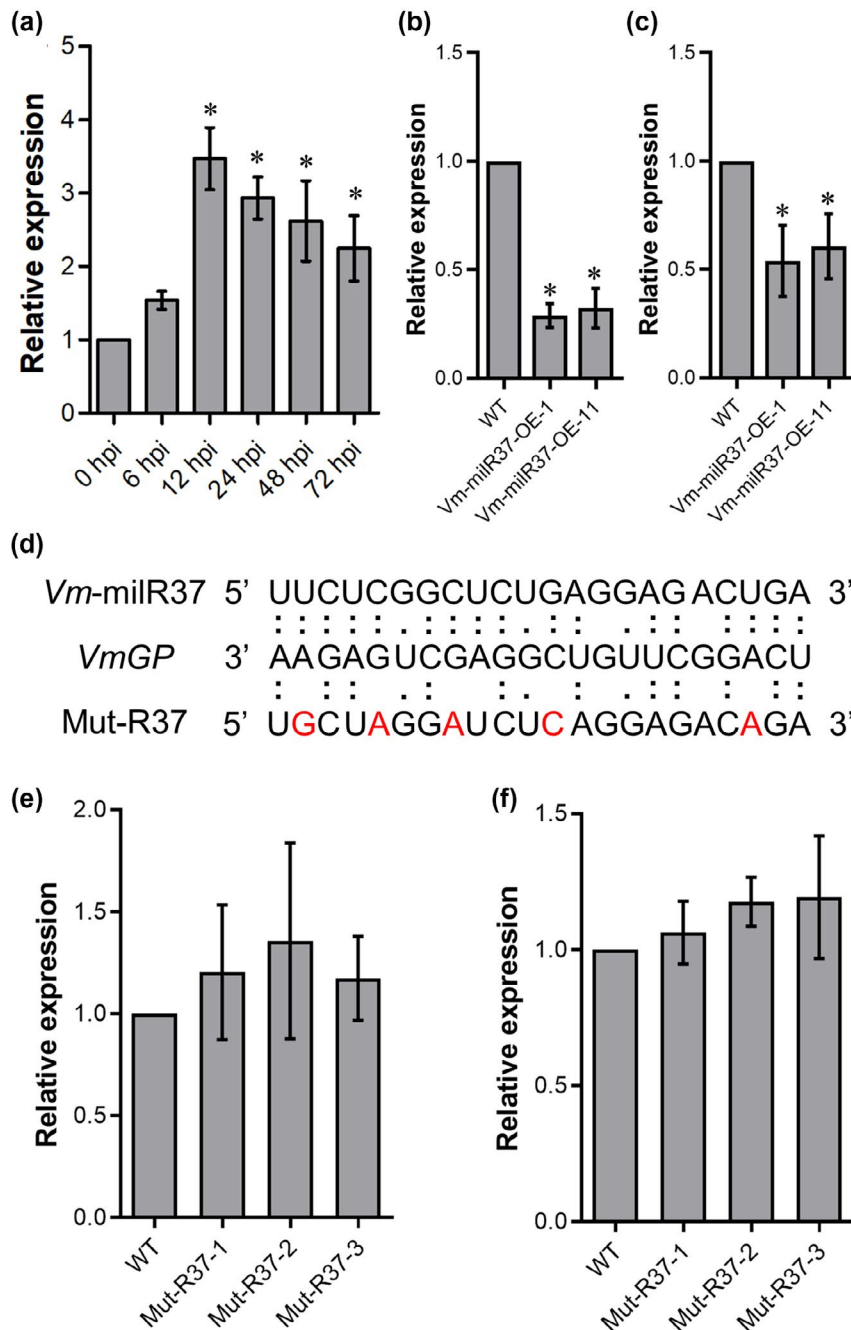 (a)
Relative expression
5
4
3
2
1
0
* * * *
0 hpi
6 hpi
12 hpi
24 hpi
48 hpi
72 hpi
(b)
Relative expression
1.5
1.0
0.5
0.0
* *
WT
Vm-milR37-OE-1
Vm-milR37-OE-11
(c)
Relative expression
1.5
1.0
0.5
0.0
* *
WT
Vm-milR37-OE-1
Vm-milR37-OE-11
(d)
Vm-milR37 5’ UUCUCGGCUCUGAGGAGACUGA 3’
VmGP 3’ AAGAGUCGAGGCUGUUCGGACU
Mut-R37 5’ UGCUAGGAUCUCAGGAGACAGA 3’
(e)
Relative expression
2.0
1.5
1.0
0.5
0.0
WT
Mut-R37-1
Mut-R37-2
Mut-R37-3
(f)
Relative expression
1.5
1.0
0.5
0.0
WT
Mut-R37-1
Mut-R37-2
Mut-R37-3